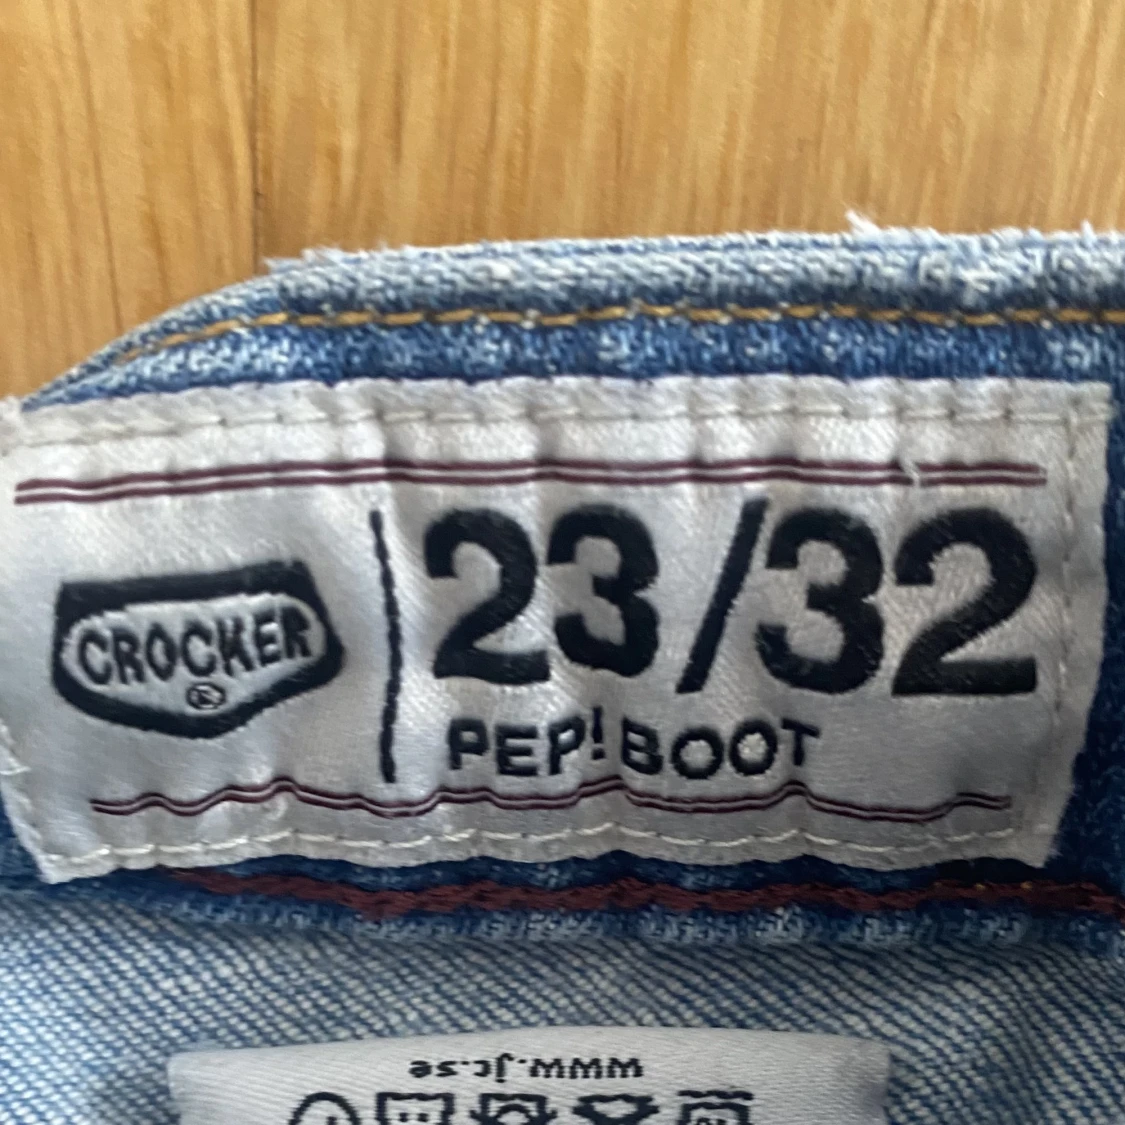 CROCKER
®
23/32
PEP! BOOT
www.jc.se